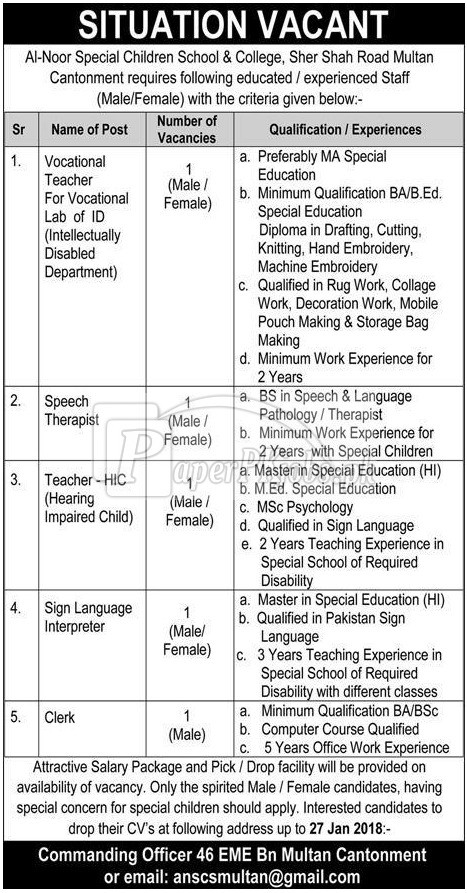 SITUATION VACANT
Al-Noor Special Children School & College, Sher Shah Road Multan
Cantonment requires following educated / experienced Staff
(Male/Female) with the criteria given below:-
Sr Name of Post Number of Vacancies Qualification / Experiences
1. Vocational Teacher For Vocational Lab of ID (Intellectually Disabled Department)
1 (Male / Female)
a. Preferably MA Special
Education
b. Minimum Qualification BA/B.Ed.
Special Education
Diploma in Drafting, Cutting,
Knitting, Hand Embroidery,
Machine Embroidery
c. Qualified in Rug Work, Collage
Work, Decoration Work, Mobile
Pouch Making & Storage Bag
Making
d. Minimum Work Experience for
2 Years
2. Speech Therapist
1 (Male / Female)
a. BS in Speech & Language
Pathology / Therapist
b. Minimum Work Experience for
2 Years with Special Children
3. Teacher - HIC (Hearing Impaired Child)
1 (Male / Female)
a. Master in Special Education (HI)
b. M.Ed. Special Education
c. MSc Psychology
d. Qualified in Sign Language
e. 2 Years Teaching Experience in
Special School of Required
Disability
4. Sign Language Interpreter
1 (Male/ Female)
a. Master in Special Education (HI)
b. Qualified in Pakistan Sign
Language
c. 3 Years Teaching Experience in
Special School of Required
Disability with different classes
5. Clerk
1 (Male)
a. Minimum Qualification BA/BSc
b. Computer Course Qualified
c. 5 Years Office Work Experience
Attractive Salary Package and Pick / Drop facility will be provided on
availability of vacancy. Only the spirited Male / Female candidates, having
special concern for special children should apply. Interested candidates to
drop their CV's at following address up to 27 Jan 2018:-
Commanding Officer 46 EME Bn Multan Cantonment
or email: anscsmultan@gmail.com